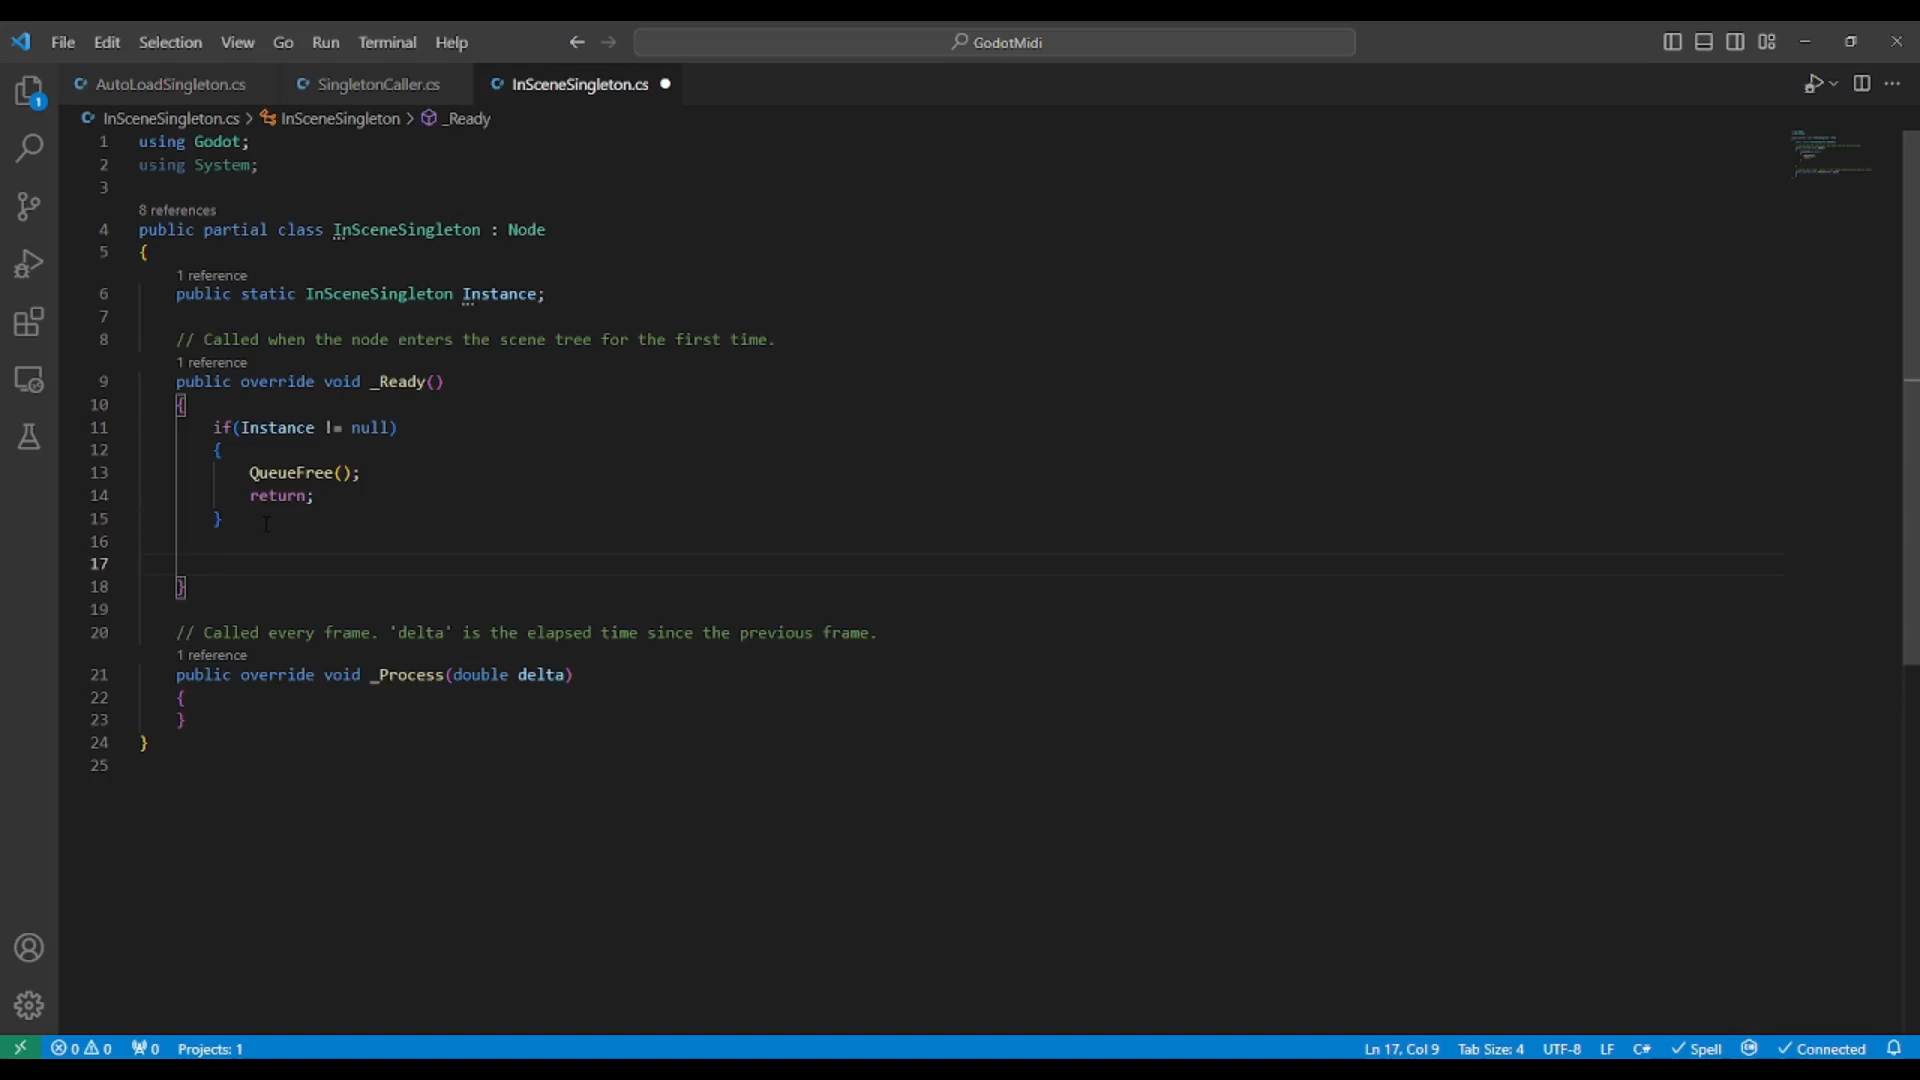 File Edit Selection View Go Run Terminal Help GodotMidi
AutoLoadSingleton.cs SingletonCaller.cs InSceneSingleton.cs
InSceneSingleton.cs > InSceneSingleton > _Ready
1 using Godot;
2 using System;
3
8 references
4 public partial class InSceneSingleton : Node
5 {
1 reference
6 public static InSceneSingleton Instance;
7
8 // Called when the node enters the scene tree for the first time.
1 reference
9 public override void _Ready()
10 {
11 if(Instance != null)
12 {
13 QueueFree();
14 return;
15 }
16
17
18 }
19
20 // Called every frame. 'delta' is the elapsed time since the previous frame.
1 reference
21 public override void _Process(double delta)
22 {
23 }
24 }
25
1
0 0 0 Projects: 1 Ln 17, Col 9 Tab Size: 4 UTF-8 LF C# Spell Connected